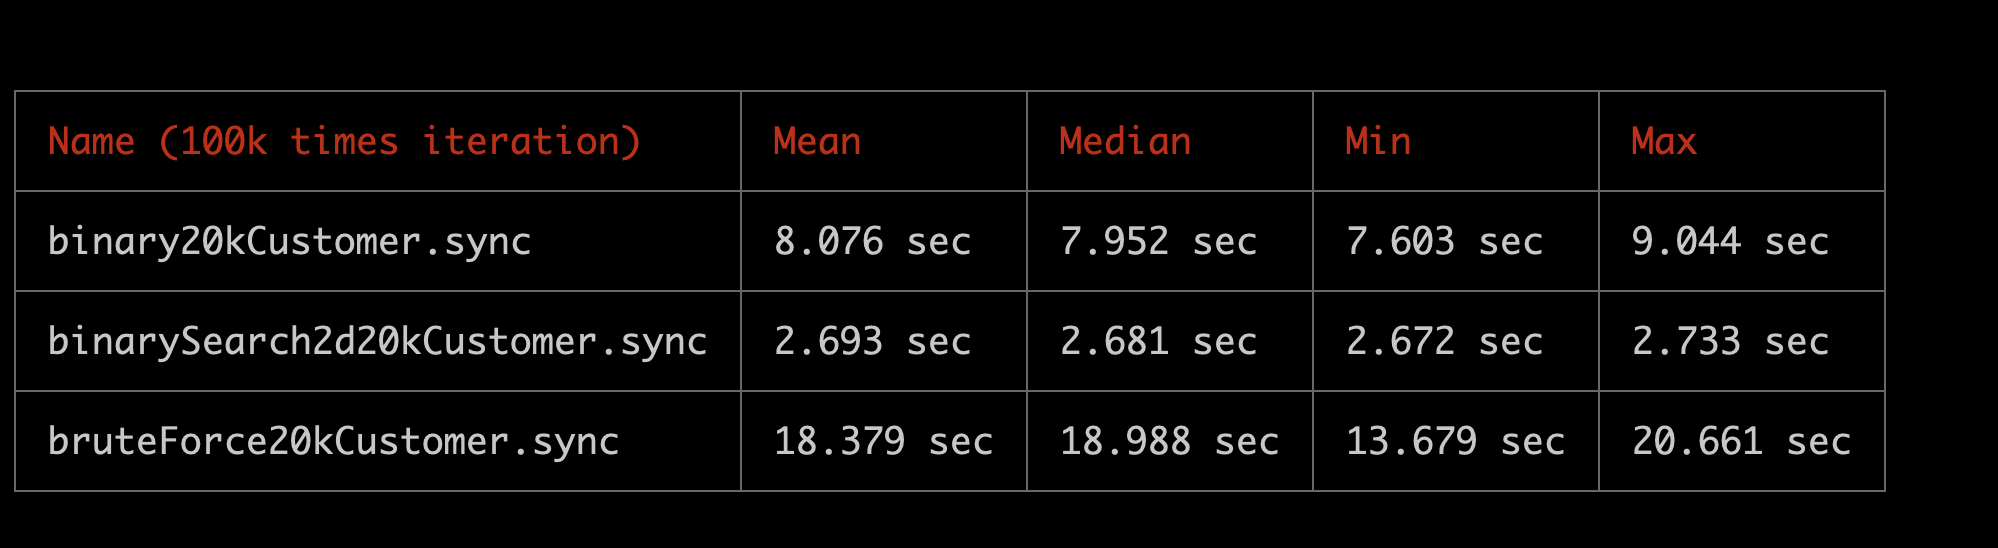 Name (100k times iteration) Mean Median Min Max
binary20kCustomer.sync 8.076 sec 7.952 sec 7.603 sec 9.044 sec
binarySearch2d20kCustomer.sync 2.693 sec 2.681 sec 2.672 sec 2.733 sec
bruteForce20kCustomer.sync 18.379 sec 18.988 sec 13.679 sec 20.661 sec